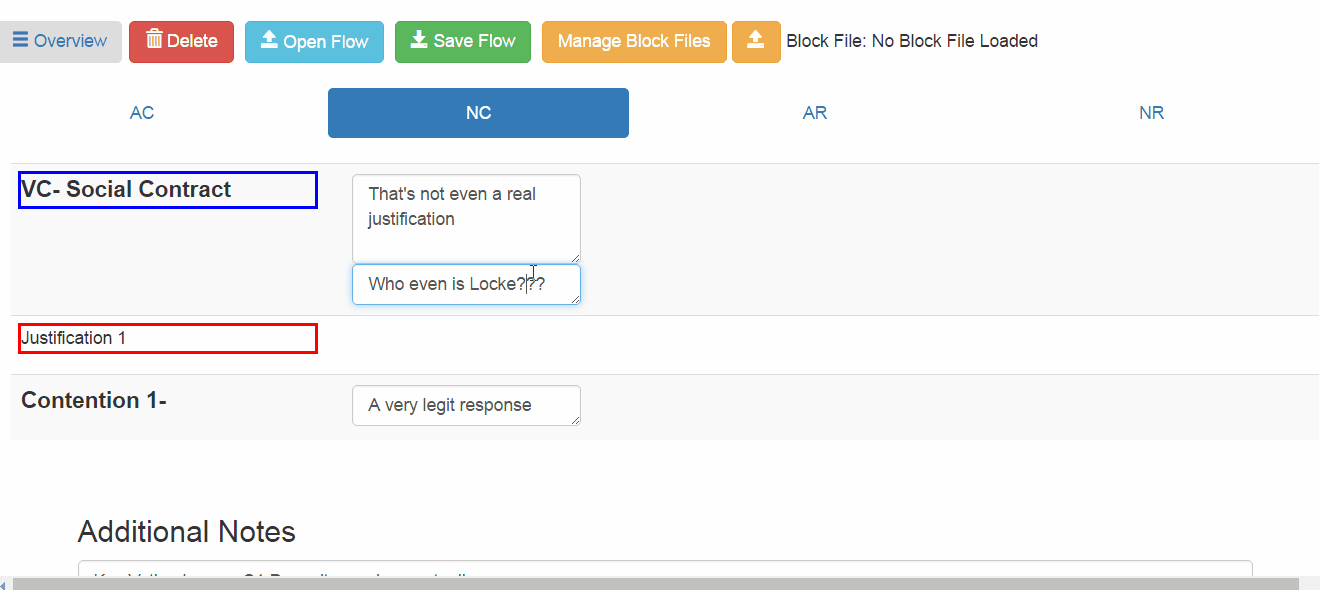 Overview Delete Open Flow Save Flow Manage Block Files Block File: No Block File Loaded
AC NC AR NR
VC- Social Contract
That's not even a real
justification
Who even is Locke???
Justification 1
Contention 1-
A very legit response
Additional Notes